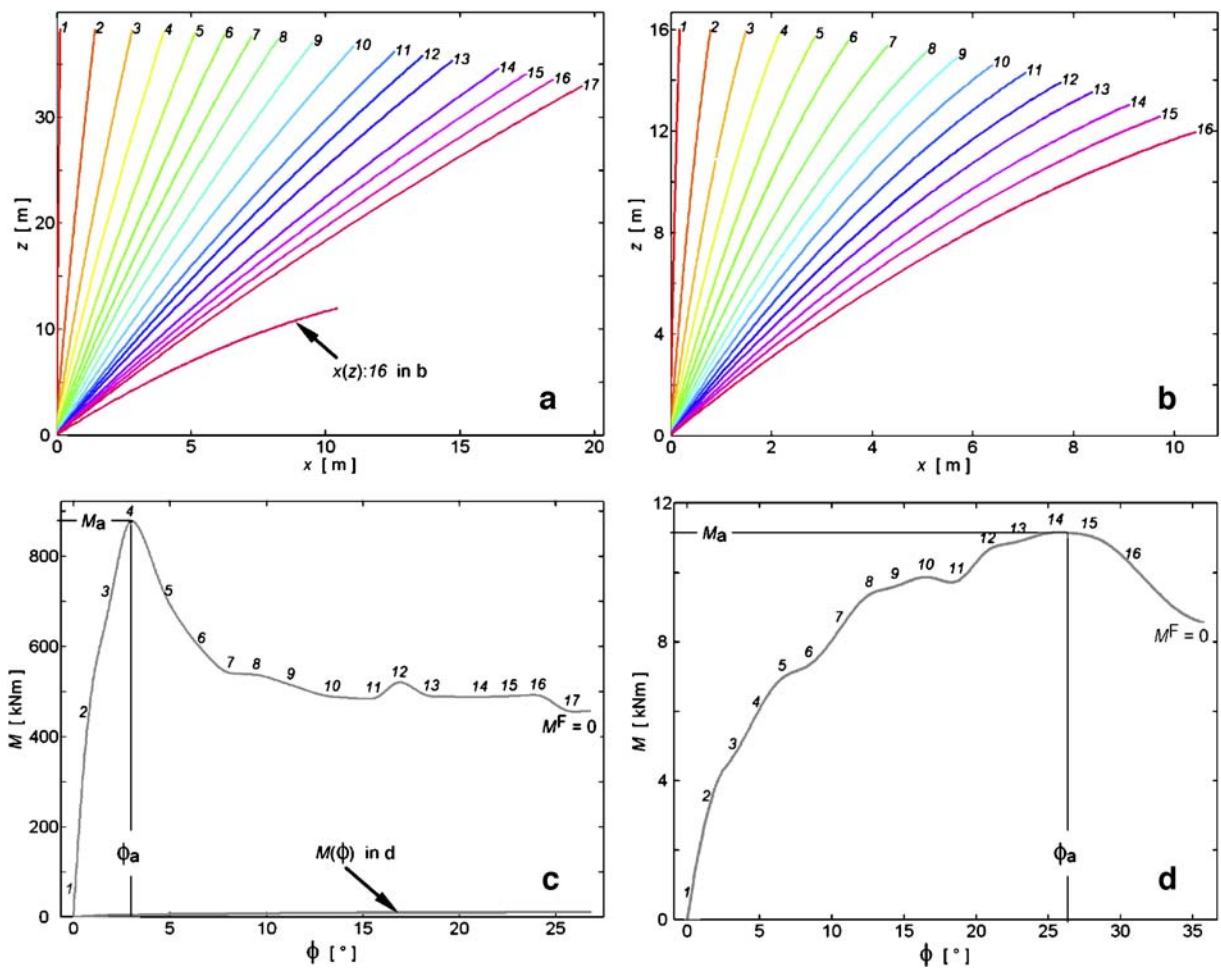 1 2 3 4 5 6 7 8 9 10 11 12 13 14 15 16 17
30
20
10
0
z [ m ]
x(z):16 in b
a
0 5 10 15 20
x [ m ]
1 2 3 4 5 6 7 8 9 10 11 12 13 14 15 16
16
12
8
4
0
z [ m ]
b
0 2 4 6 8 10
x [ m ]
Ma
1 2 3 4 5 6 7 8 9 10 11 12 13 14 15 16 17
800
600
400
200
0
M [ kNm ]
MF = 0
ϕa
M(ϕ) in d
c
0 5 10 15 20 25
ϕ [ ° ]
12
8
4
0
M [ kNm ]
Ma
1 2 3 4 5 6 7 8 9 10 11 12 13 14 15 16
MF = 0
ϕa
d
0 5 10 15 20 25 30 35
ϕ [ ° ]